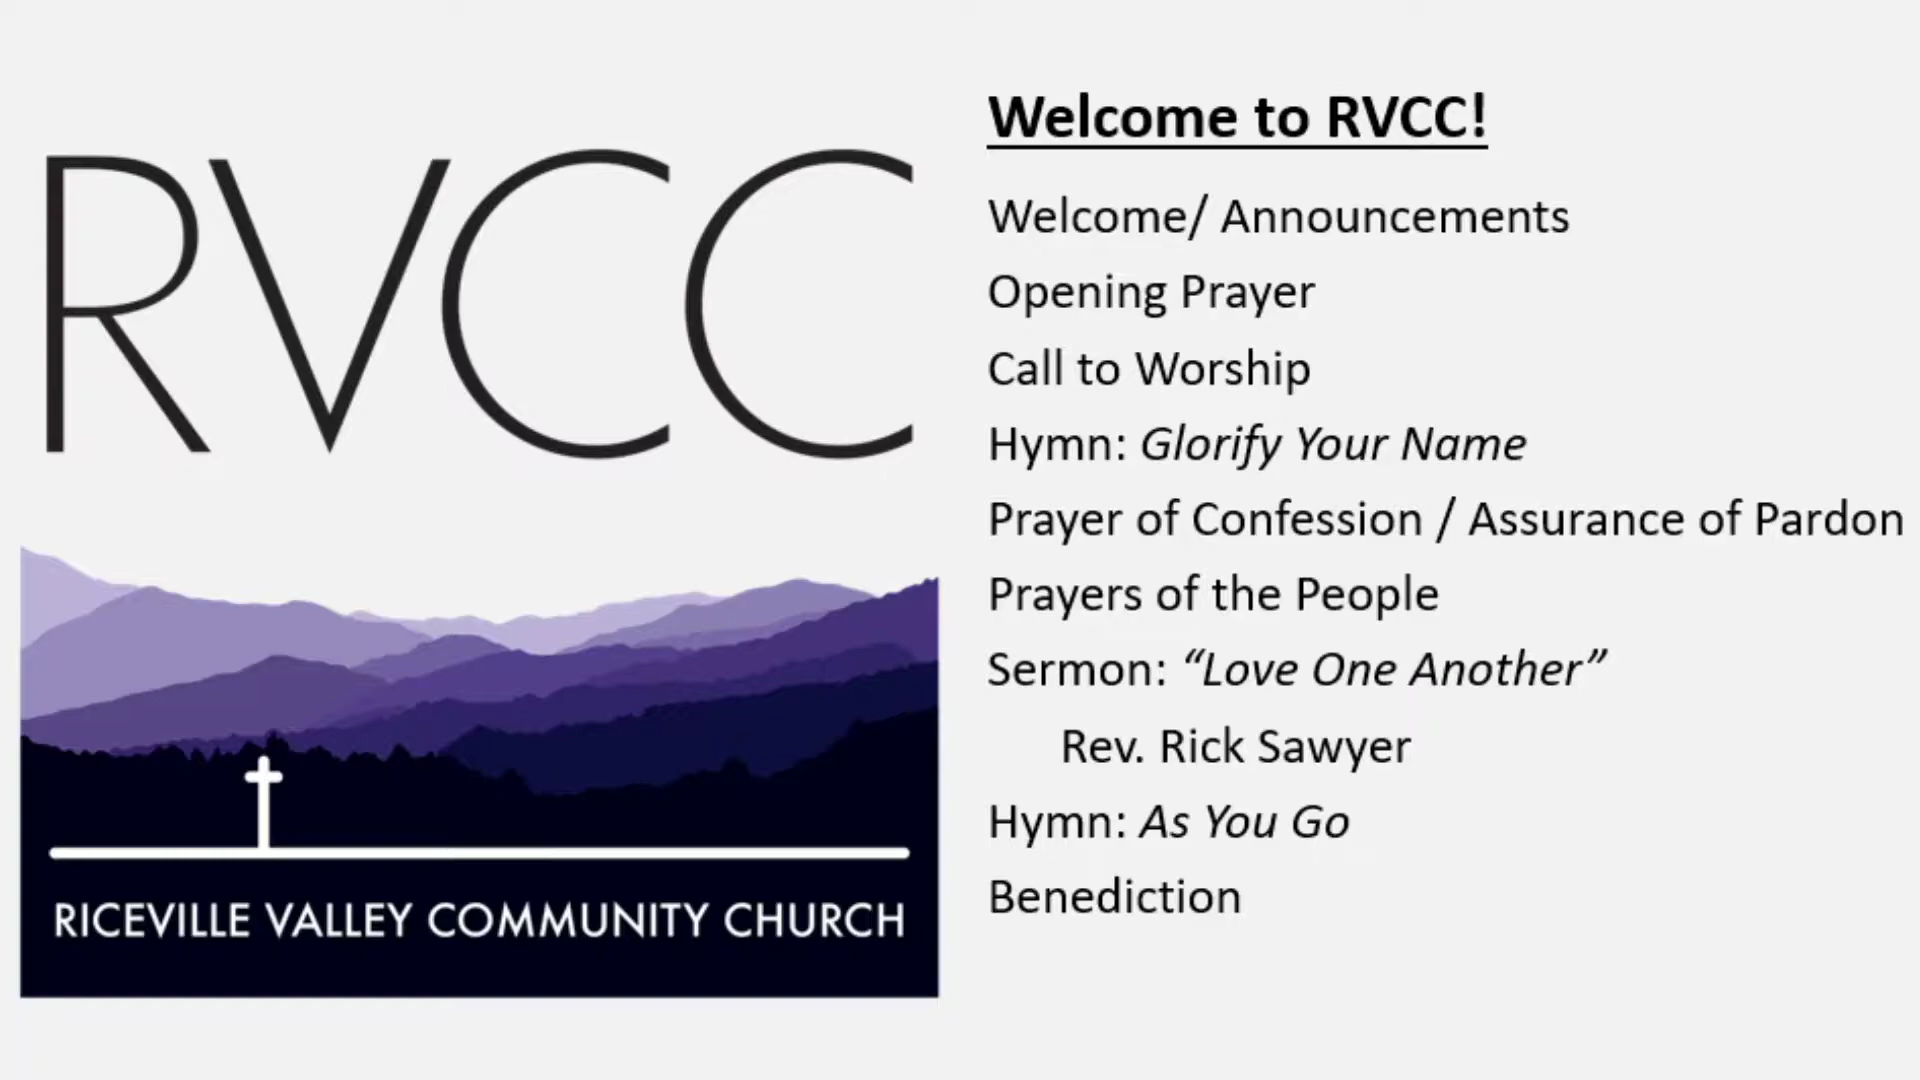 RVCC
RICEVILLE VALLEY COMMUNITY CHURCH
Welcome to RVCC!
Welcome/ Announcements
Opening Prayer
Call to Worship
Hymn: Glorify Your Name
Prayer of Confession / Assurance of Pardon
Prayers of the People
Sermon: “Love One Another”
Rev. Rick Sawyer
Hymn: As You Go
Benediction